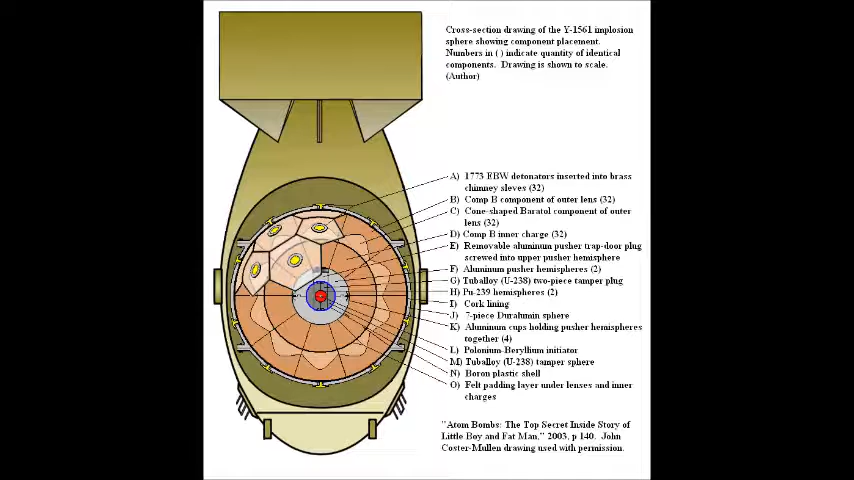 Cross-section drawing of the Y-1561 implosion
sphere showing component placement.
Numbers in ( ) indicate quantity of identical
components. Drawing is shown to scale.
(Author)
A) 1773 EBW detonators inserted into brass
chimney sleves (32)
B) Comp B component of outer lens (32)
C) Cone-shaped Baratol component of outer
lens (32)
D) Comp B inner charge (32)
E) Removable aluminum pusher trap-door plug
screwed into upper pusher hemisphere
F) Aluminum pusher hemispheres (2)
G) Tuballoy (U-238) two-piece tamper plug
H) Pu-239 hemispheres (2)
I) Cork lining
J) 7-piece Duralumin sphere
K) Aluminum cups holding pusher hemispheres
together (4)
L) Polonium-Beryllium initiator
M) Tuballoy (U-238) tamper sphere
N) Boron plastic shell
O) Felt padding layer under lenses and inner
charges
"Atom Bombs: The Top Secret Inside Story of
Little Boy and Fat Man," 2003, p 140. John
Coster-Mullen drawing used with permission.